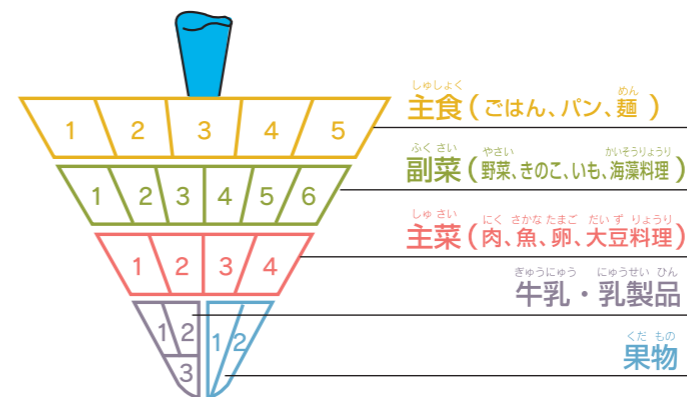 しゅしょく めん
1 2 3 4 5 主食(ごはん、パン、麺)
ふくさい やさい かいそうりょうり
1 2 3 4 5 6 副菜(野菜、きのこ、いも、海藻料理)
しゅさい にく さかな たまご だいず りょうり
1 2 3 4 主菜(肉、魚、卵、大豆料理)
ぎゅうにゅう にゅうせい ひん
牛乳・乳製品
1 2 1 2
くだ もの
果物
3